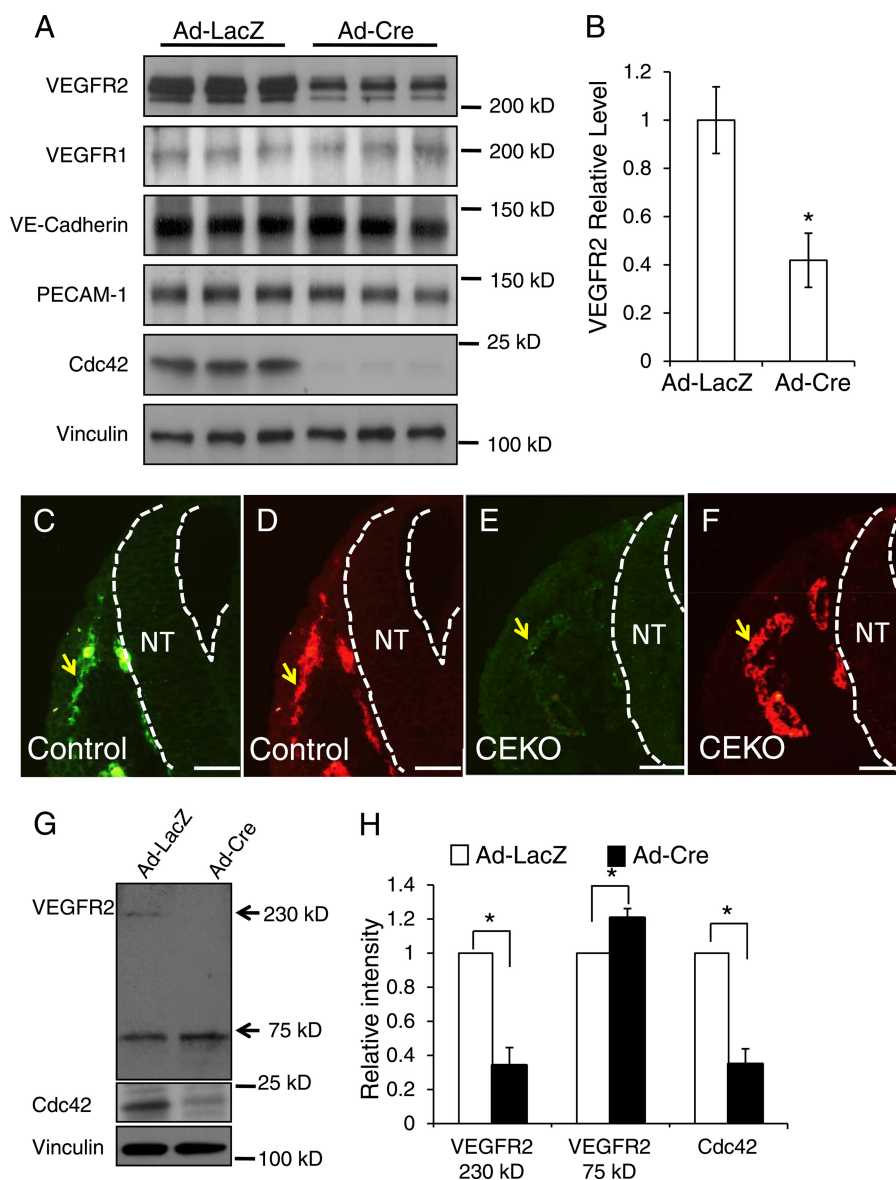 A
Ad-LacZ Ad-Cre
VEGFR2
200 kD
VEGFR1
200 kD
VE-Cadherin
150 kD
PECAM-1
150 kD
Cdc42
25 kD
Vinculin
100 kD
B
VEGFR2 Relative Level
1.2
1
0.8
0.6
0.4
0.2
0
*
Ad-LacZ Ad-Cre
C
NT
Control
D
NT
Control
E
NT
CEKO
F
NT
CEKO
G
Ad-LacZ
Ad-Cre
VEGFR2
230 kD
75 kD
25 kD
Cdc42
Vinculin
100 kD
H
Ad-LacZ Ad-Cre
Relative intensity
1.4
1.2
1
0.8
0.6
0.4
0.2
0
*
*
*
VEGFR2
230 kD
VEGFR2
75 kD
Cdc42